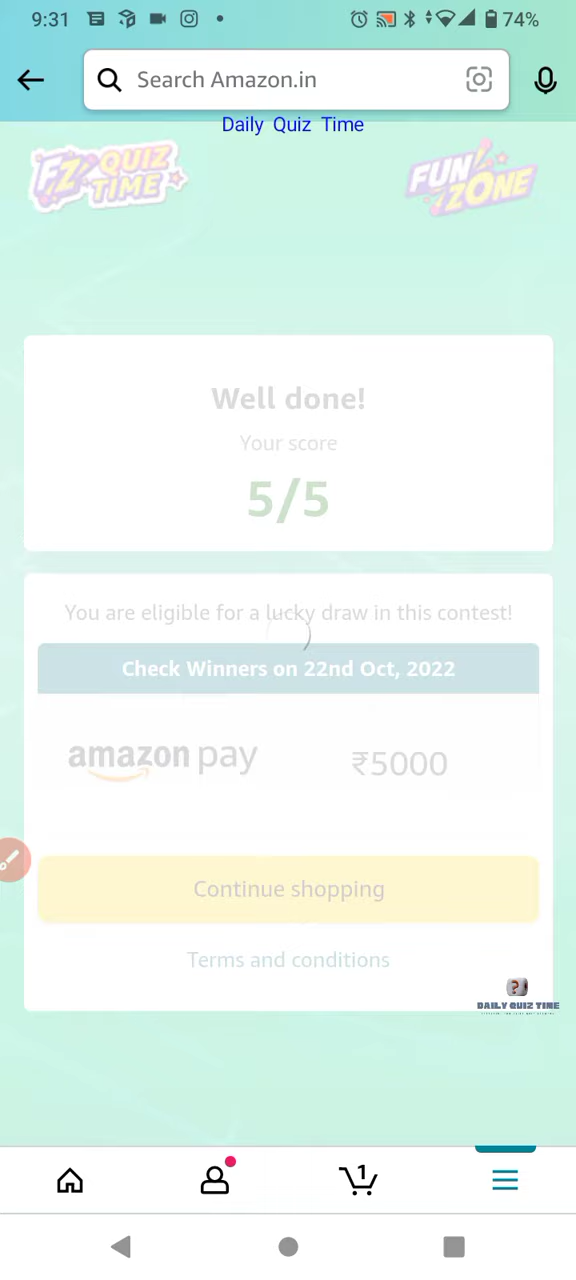 9:31
74%
Search Amazon.in
Daily Quiz Time
FZ QUIZ TIME
FUN ZONE
Well done!
Your score
5/5
You are eligible for a lucky draw in this contest!
Check Winners on 22nd Oct, 2022
amazon pay
₹5000
Continue shopping
Terms and conditions
?
DAILY QUIZ TIME
1